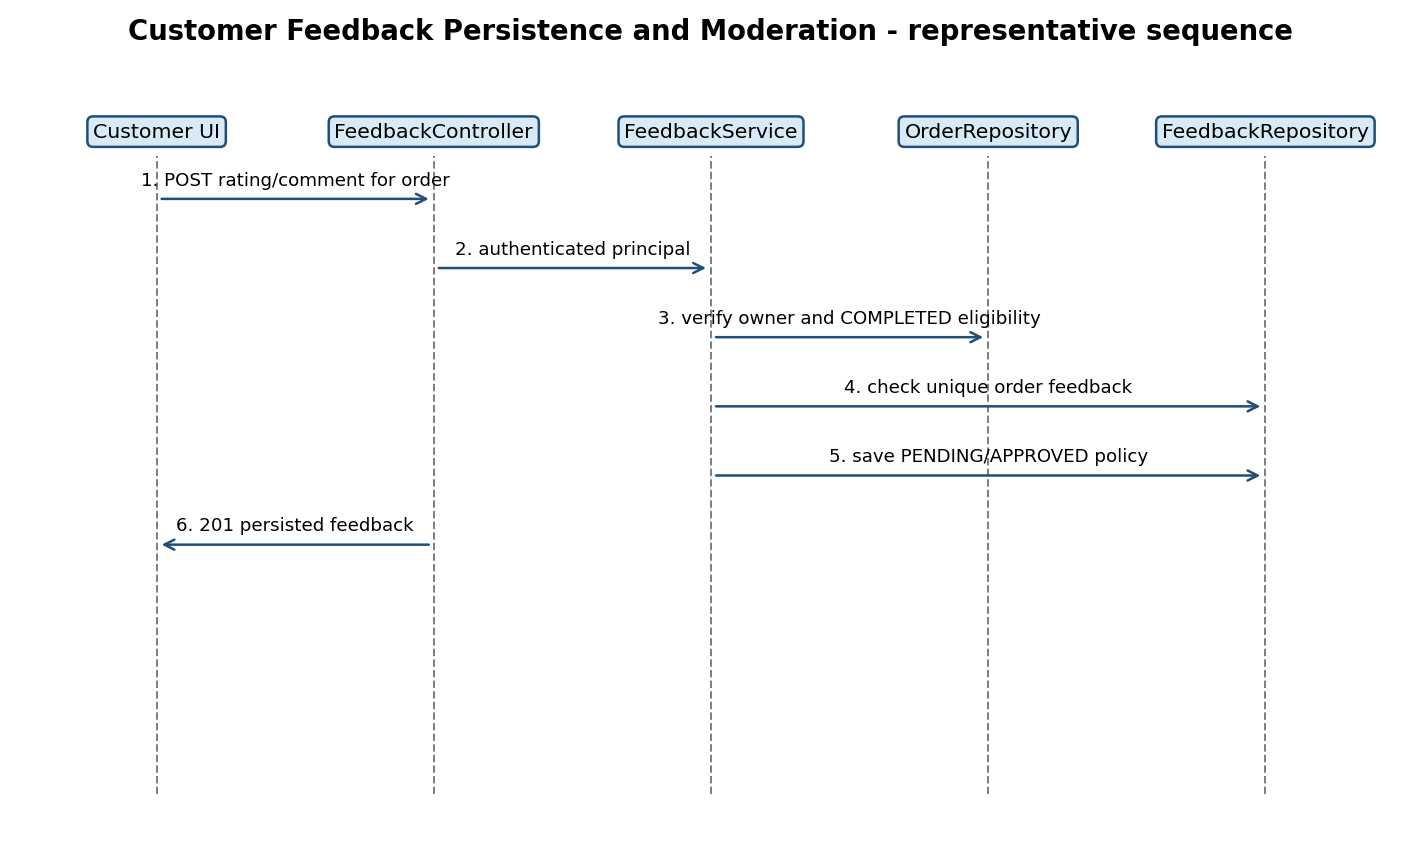 Customer Feedback Persistence and Moderation - representative sequence
Customer UI
FeedbackController
FeedbackService
OrderRepository
FeedbackRepository
1. POST rating/comment for order
2. authenticated principal
3. verify owner and COMPLETED eligibility
4. check unique order feedback
5. save PENDING/APPROVED policy
6. 201 persisted feedback